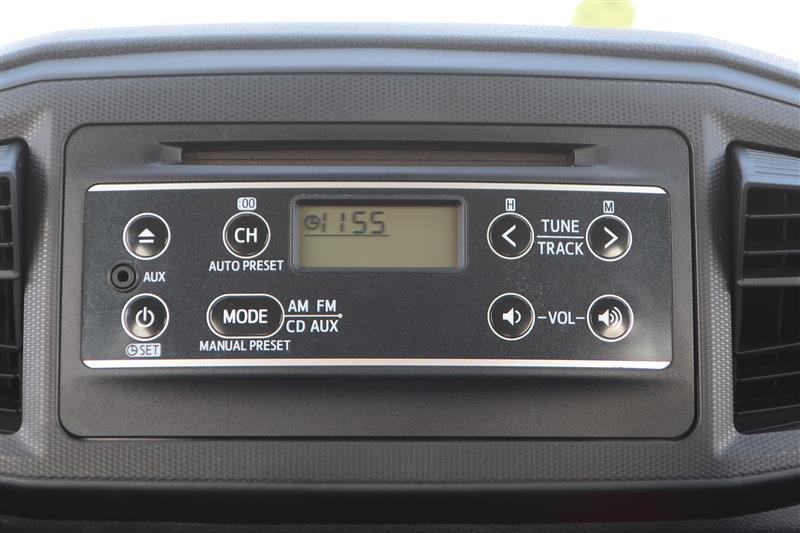 :00
H
M
1155
CH
TUNE
TRACK
AUTO PRESET
AUX
MODE
AM FM
CD AUX
VOL
SET
MANUAL PRESET